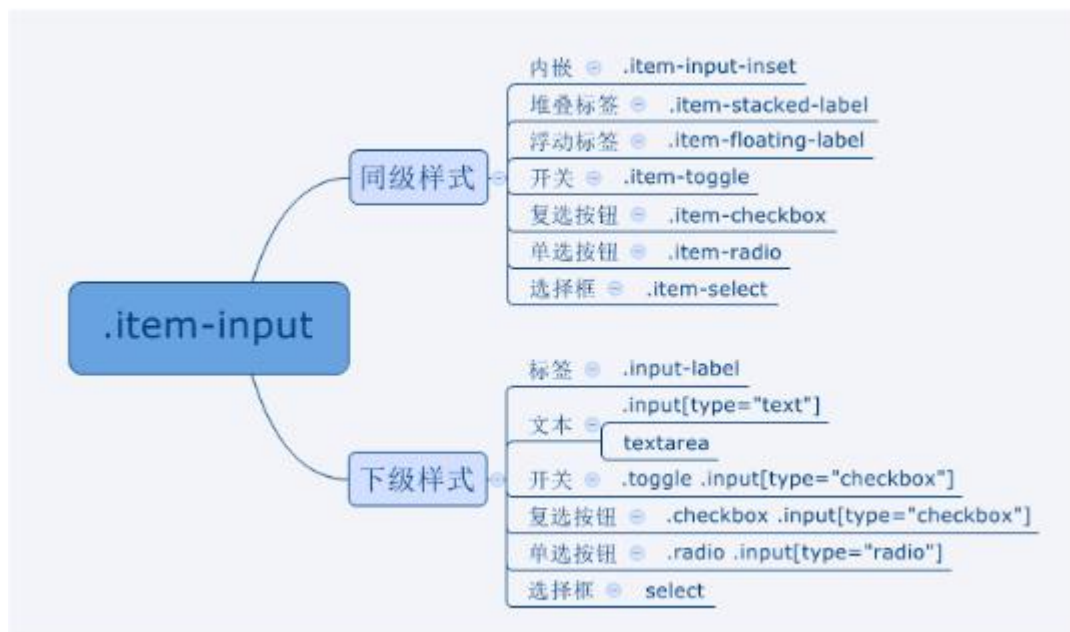 .item-input
同级样式
内嵌 .item-input-inset
堆叠标签 .item-stacked-label
浮动标签 .item-floating-label
开关 .item-toggle
复选按钮 .item-checkbox
单选按钮 .item-radio
选择框 .item-select
下级样式
标签 .input-label
文本
.input[type="text"]
textarea
开关 .toggle .input[type="checkbox"]
复选按钮 .checkbox .input[type="checkbox"]
单选按钮 .radio .input[type="radio"]
选择框 select